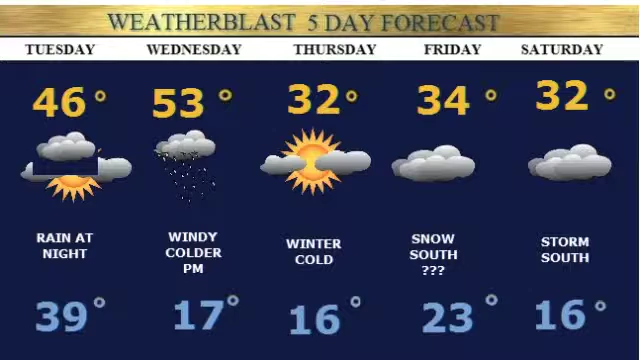 WEATHERBLAST 5 DAY FORECAST
TUESDAY WEDNESDAY THURSDAY FRIDAY SATURDAY
46° 53° 32° 34° 32°
RAIN AT NIGHT
WINDY COLDER PM
WINTER COLD
SNOW SOUTH ???
STORM SOUTH
39° 17° 16° 23° 16°